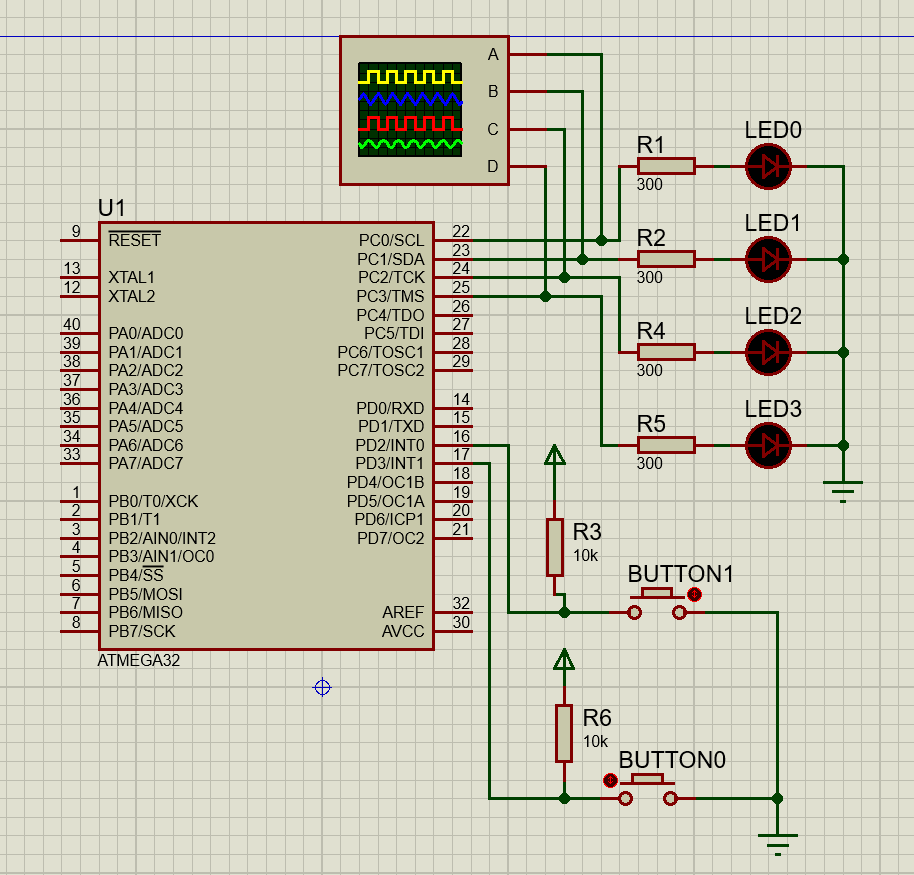 A
B
C
D
R1
300
LED0
R2
300
LED1
R4
300
LED2
R5
300
LED3
U1
9 RESET PC0/SCL 22
PC1/SDA 23
13 XTAL1 PC2/TCK 24
12 XTAL2 PC3/TMS 25
PC4/TDO 26
40 PA0/ADC0 PC5/TDI 27
39 PA1/ADC1 PC6/TOSC1 28
38 PA2/ADC2 PC7/TOSC2 29
37 PA3/ADC3
36 PA4/ADC4 PD0/RXD 14
35 PA5/ADC5 PD1/TXD 15
34 PA6/ADC6 PD2/INT0 16
33 PA7/ADC7 PD3/INT1 17
PD4/OC1B 18
1 PB0/T0/XCK PD5/OC1A 19
2 PB1/T1 PD6/ICP1 20
3 PB2/AIN0/INT2 PD7/OC2 21
4 PB3/AIN1/OC0
5 PB4/SS
6 PB5/MOSI
7 PB6/MISO AREF 32
8 PB7/SCK AVCC 30
ATMEGA32
R3
10k
BUTTON1
R6
10k
BUTTON0